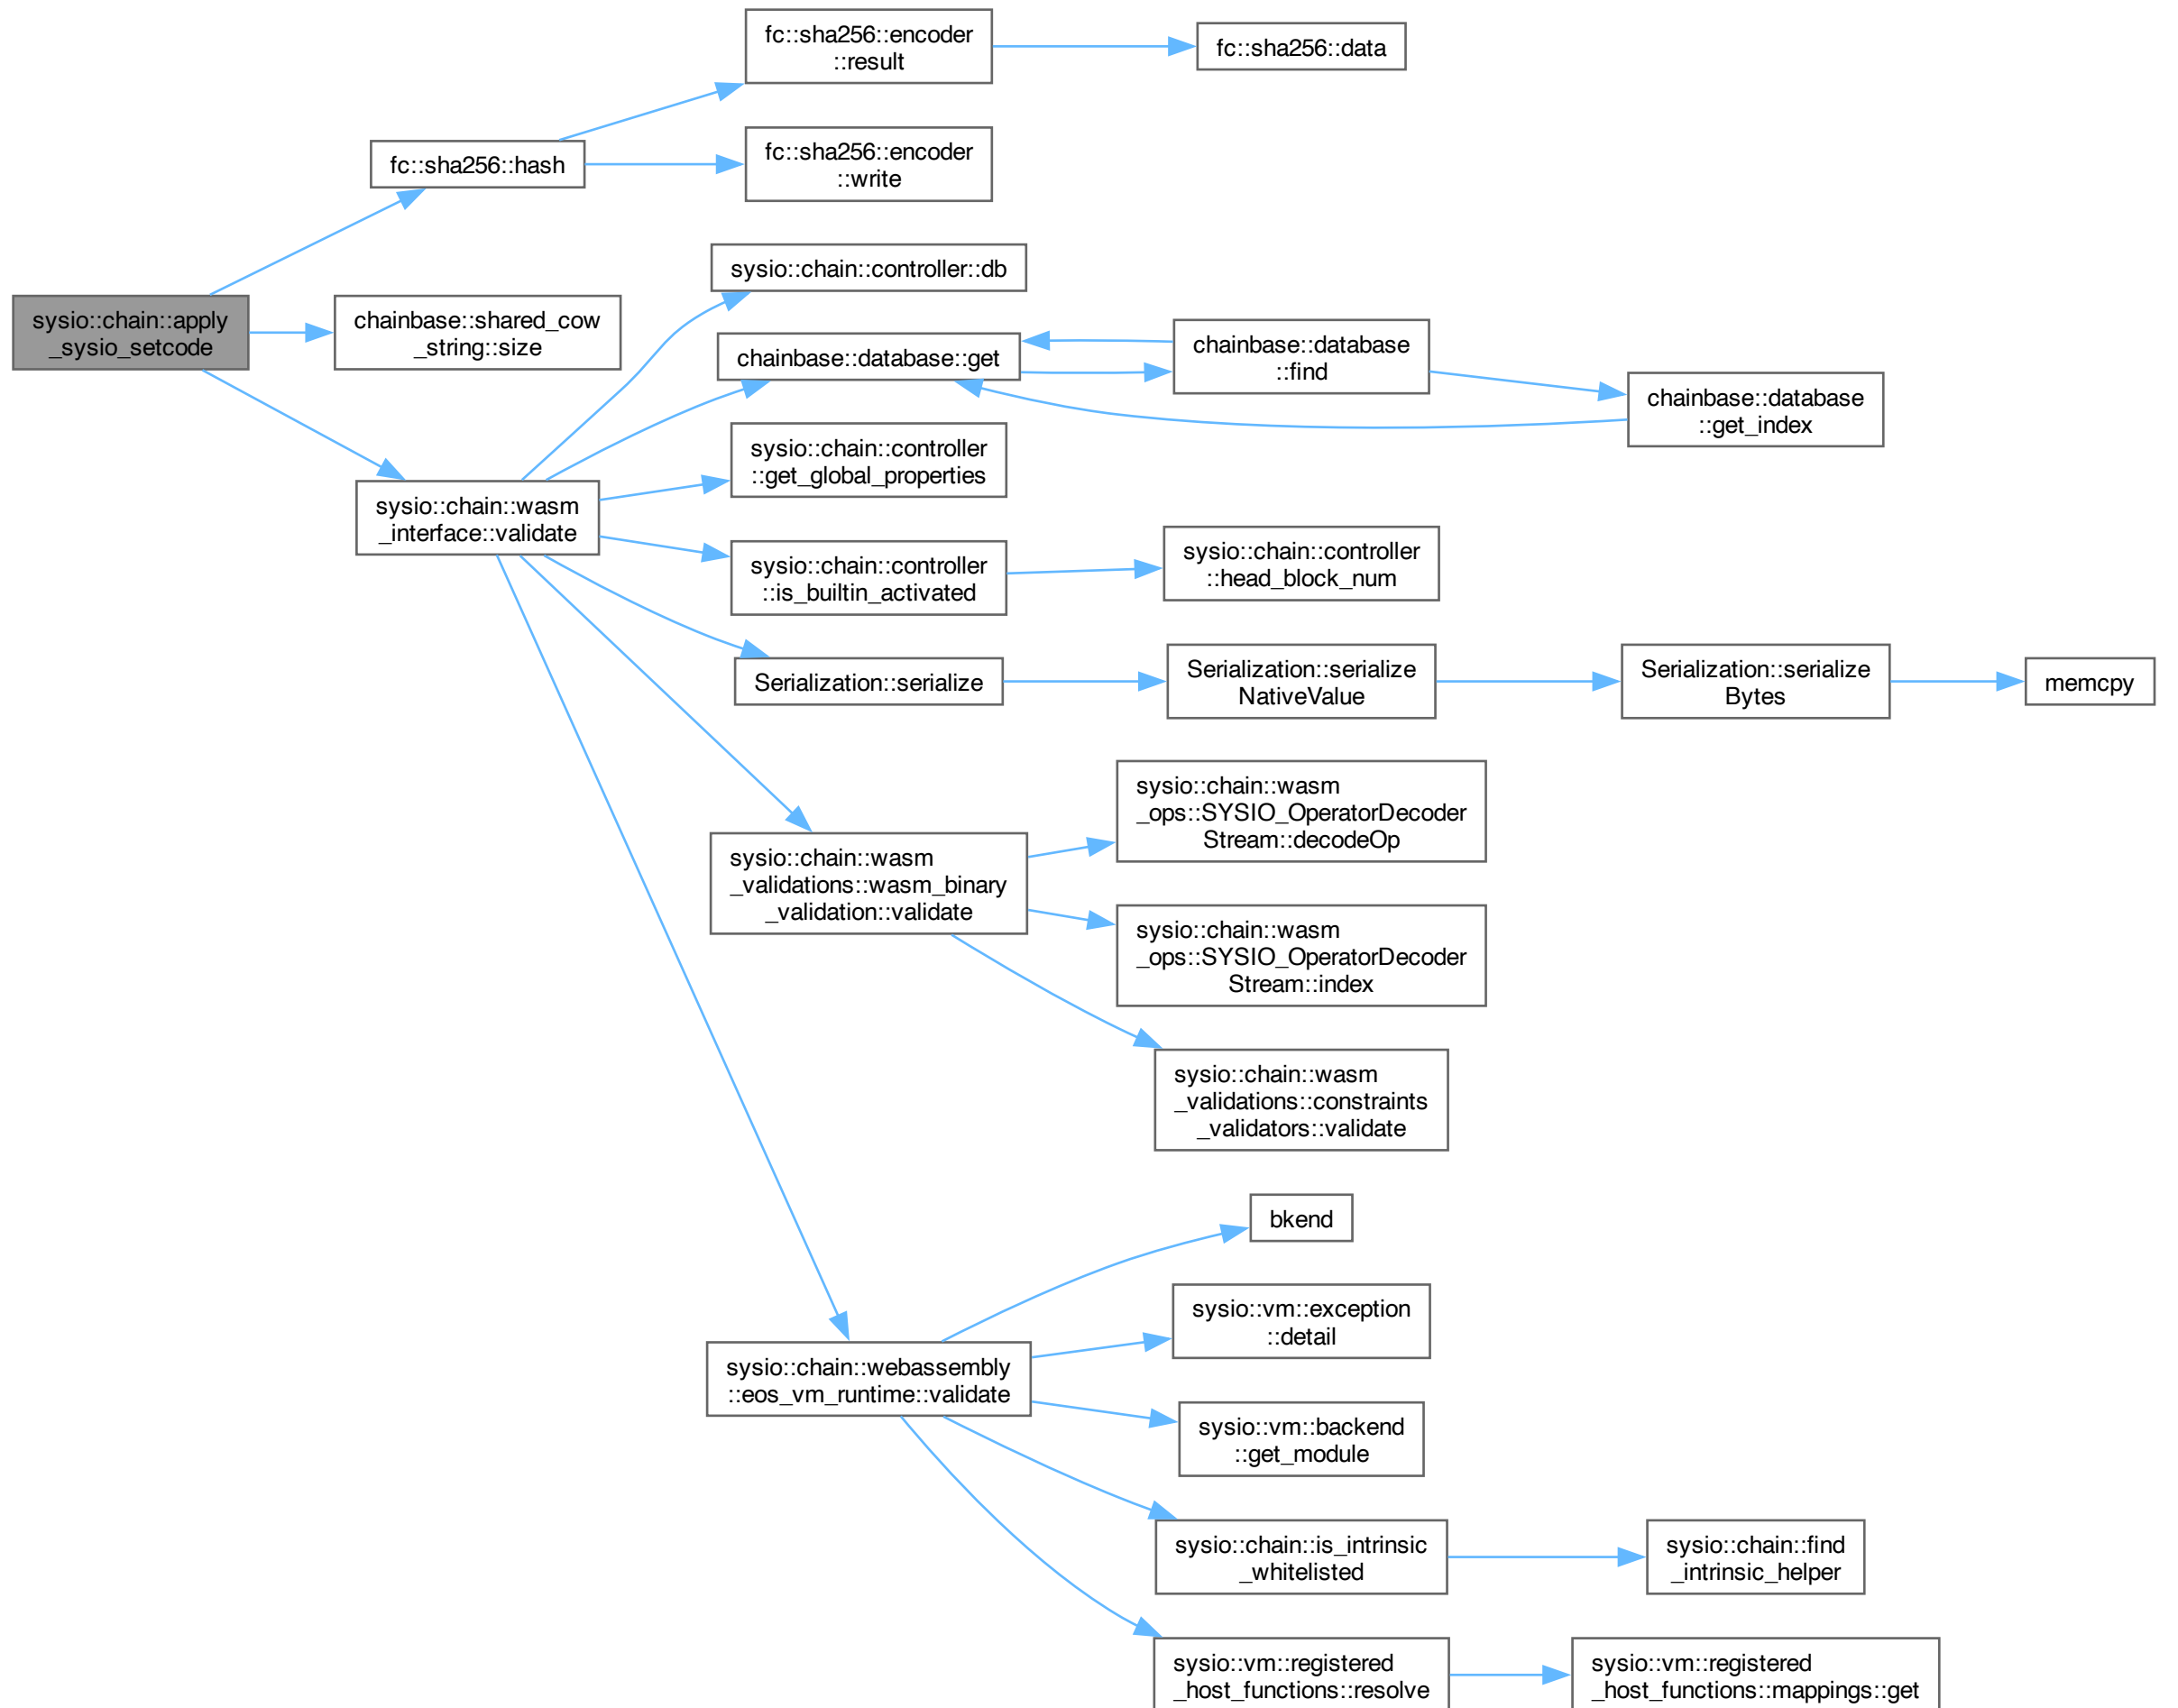 fc::sha256::encoder
::result
fc::sha256::data
fc::sha256::hash
fc::sha256::encoder
::write
sysio::chain::controller::db
sysio::chain::apply
_sysio_setcode
chainbase::shared_cow
_string::size
chainbase::database::get
chainbase::database
::find
chainbase::database
::get_index
sysio::chain::controller
::get_global_properties
sysio::chain::wasm
_interface::validate
sysio::chain::controller
::is_builtin_activated
sysio::chain::controller
::head_block_num
Serialization::serialize
Serialization::serialize
NativeValue
Serialization::serialize
Bytes
memcpy
sysio::chain::wasm
_ops::SYSIO_OperatorDecoder
Stream::decodeOp
sysio::chain::wasm
_validations::wasm_binary
_validation::validate
sysio::chain::wasm
_ops::SYSIO_OperatorDecoder
Stream::index
sysio::chain::wasm
_validations::constraints
_validators::validate
bkend
sysio::vm::exception
::detail
sysio::chain::webassembly
::eos_vm_runtime::validate
sysio::vm::backend
::get_module
sysio::chain::is_intrinsic
_whitelisted
sysio::chain::find
_intrinsic_helper
sysio::vm::registered
_host_functions::resolve
sysio::vm::registered
_host_functions::mappings::get